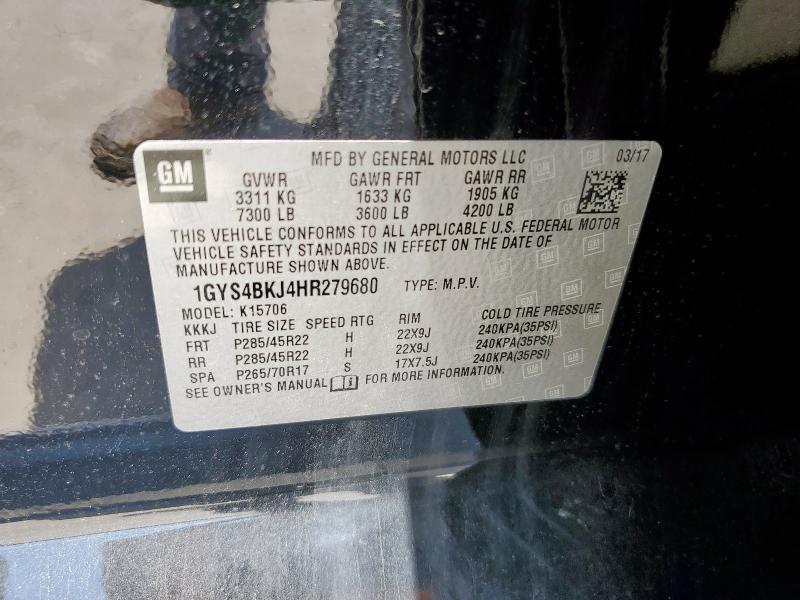 GM
MFD BY GENERAL MOTORS LLC 03/17
GVWR GAWR FRT GAWR RR
3311 KG 1633 KG 1905 KG
7300 LB 3600 LB 4200 LB
THIS VEHICLE CONFORMS TO ALL APPLICABLE U.S. FEDERAL MOTOR
VEHICLE SAFETY STANDARDS IN EFFECT ON THE DATE OF
MANUFACTURE SHOWN ABOVE.
1GYS4BKJ4HR279680 TYPE: M.P.V.
MODEL: K15706
KKKJ TIRE SIZE SPEED RTG RIM COLD TIRE PRESSURE
FRT P285/45R22 H 22X9J 240KPA(35PSI)
RR P285/45R22 H 22X9J 240KPA(35PSI)
SPA P265/70R17 S 17X7.5J 240KPA(35PSI)
SEE OWNER'S MANUAL FOR MORE INFORMATION.